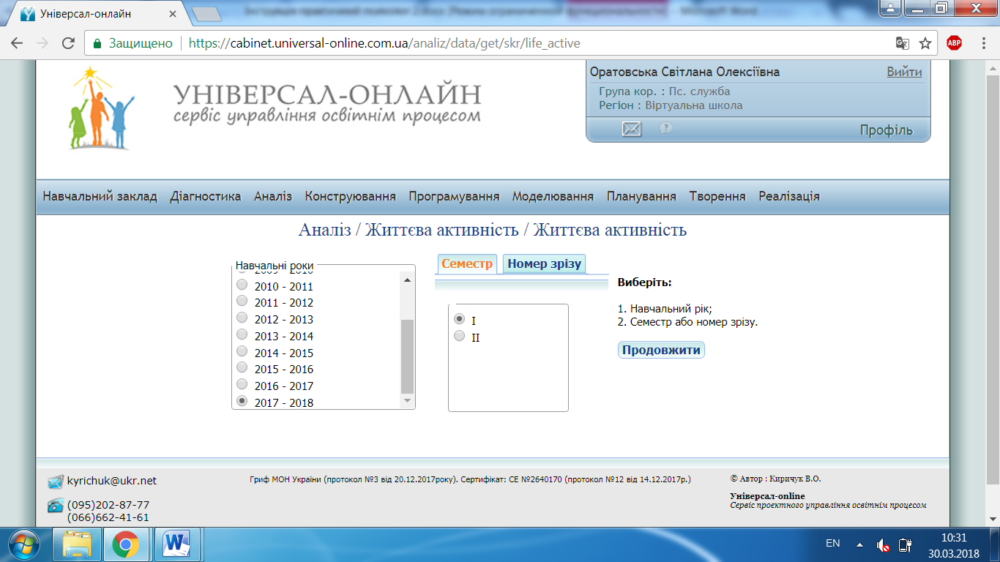 Універсал-онлайн
Защищено
https://cabinet.universal-online.com.ua/analiz/data/get/skr/life_active
ABP
УНІВЕРСАЛ-ОНЛАЙН
сервіс управління освітнім процесом
Оратовська Світлана Олексіївна Вийти
Група кор. : Пс. служба
Регіон : Віртуальна школа
Профіль
Навчальний заклад Діагностика Аналіз Конструювання Програмування Моделювання Планування Творення Реалізація
Аналіз / Життєва активність / Життєва активність
Навчальні роки
2009 - 2010
2010 - 2011
2011 - 2012
2012 - 2013
2013 - 2014
2014 - 2015
2015 - 2016
2016 - 2017
2017 - 2018
Семестр Номер зрізу
I
II
Виберіть:
1. Навчальний рік;
2. Семестр або номер зрізу.
Продовжити
kyrichuk@ukr.net
(095)202-87-77
(066)662-41-61
Гриф МОН України (протокол №3 від 20.12.2017року). Сертифікат: СЕ №2640170 (протокол №12 від 14.12.2017р.)
© Автор : Киричук В.О.
Універсал-online
Сервіс проектного управління освітнім процесом
EN
10:31
30.03.2018